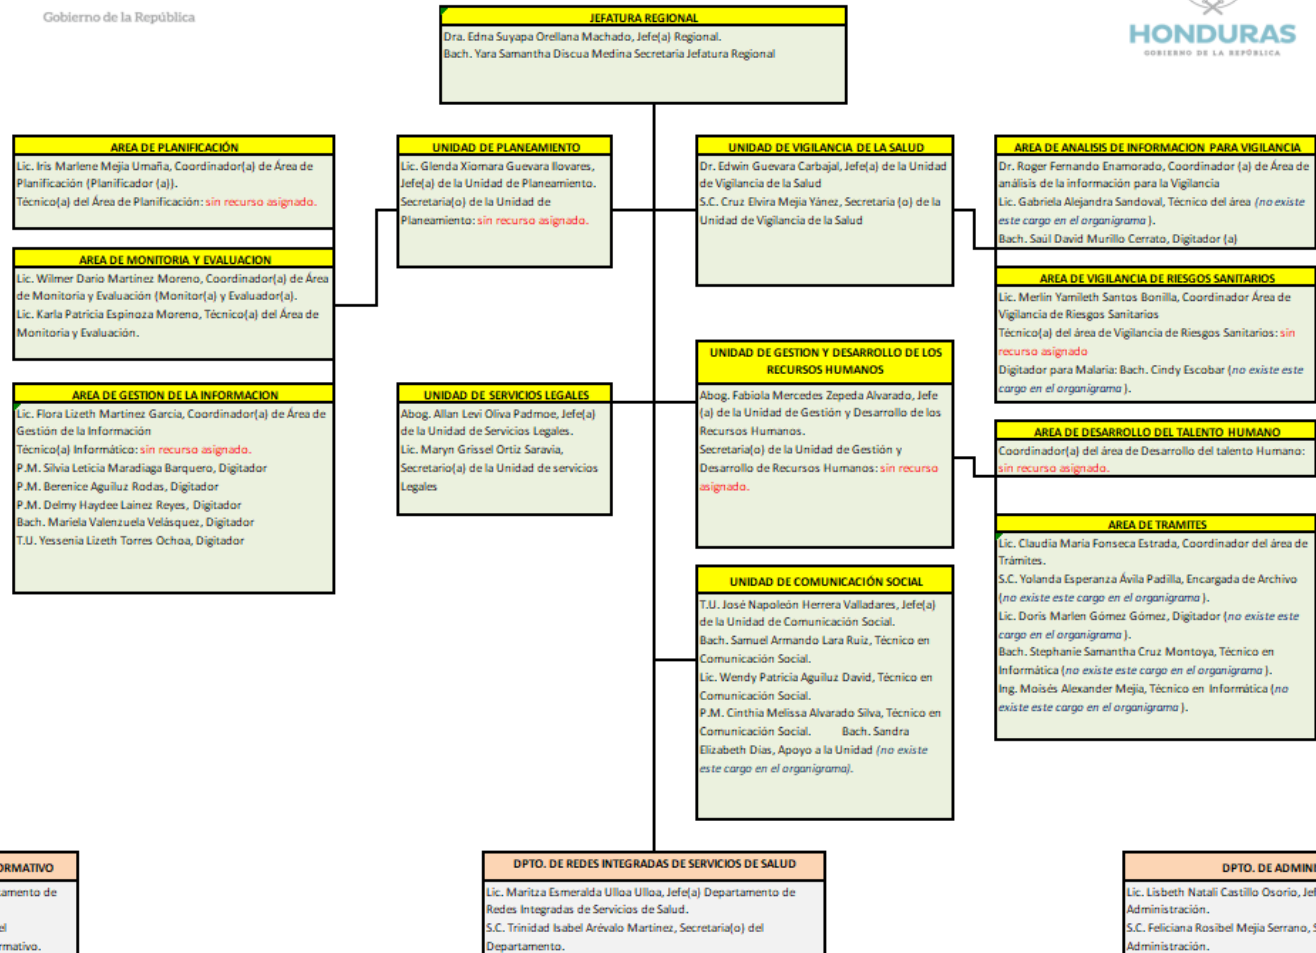 Gobierno de la República
HONDURAS
GOBIERNO DE LA REPÚBLICA
JEFATURA REGIONAL
Dra. Edna Suyapa Orellana Machado, Jefe(a) Regional.
Bach. Yara Samantha Discua Medina Secretaria Jefatura Regional
AREA DE PLANIFICACIÓN
Lic. Iris Marlene Mejia Umaña, Coordinador(a) de Área de
Planificación (Planificador (a)).
Técnico(a) del Área de Planificación: sin recurso asignado.
AREA DE MONITORIA Y EVALUACION
Lic. Wilmer Dario Martinez Moreno, Coordinador(a) de Área
de Monitoria y Evaluación (Monitor(a) y Evaluador(a).
Lic. Karla Patricia Espinoza Moreno, Técnico(a) del Área de
Monitoria y Evaluación.
AREA DE GESTION DE LA INFORMACION
Lic. Flora Lizeth Martinez Garcia, Coordinador(a) de Área de
Gestión de la Información
Técnico(a) Informático: sin recurso asignado.
P.M. Silvia Leticia Maradiaga Barquero, Digitador
P.M. Berenice Aguiluz Rodas, Digitador
P.M. Delmy Haydee Lainez Reyes, Digitador
Bach. Mariela Valenzuela Velásquez, Digitador
T.U. Yessenia Lizeth Torres Ochoa, Digitador
UNIDAD DE PLANEAMIENTO
Lic. Glenda Xiomara Guevara Ilovares,
Jefe(a) de la Unidad de Planeamiento.
Secretaria(o) de la Unidad de
Planeamiento: sin recurso asignado.
UNIDAD DE SERVICIOS LEGALES
Abog. Allan Levi Oliva Padmoe, Jefe(a)
de la Unidad de Servicios Legales.
Lic. Maryn Grissel Ortiz Saravia,
Secretario(a) de la Unidad de servicios
Legales
UNIDAD DE VIGILANCIA DE LA SALUD
Dr. Edwin Guevara Carbajal, Jefe(a) de la Unidad
de Vigilancia de la Salud
S.C. Cruz Elvira Mejia Yánez, Secretaria (o) de la
Unidad de Vigilancia de la Salud
UNIDAD DE GESTION Y DESARROLLO DE LOS
RECURSOS HUMANOS
Abog. Fabiola Mercedes Zepeda Alvarado, Jefe
(a) de la Unidad de Gestión y Desarrollo de los
Recursos Humanos.
Secretaria(o) de la Unidad de Gestión y
Desarrollo de Recursos Humanos: sin recurso
asignado.
UNIDAD DE COMUNICACIÓN SOCIAL
T.U. José Napoleón Herrera Valladares, Jefe(a)
de la Unidad de Comunicación Social.
Bach. Samuel Armando Lara Ruiz, Técnico en
Comunicación Social.
Lic. Wendy Patricia Aguiluz David, Técnico en
Comunicación Social.
P.M. Cinthia Melissa Alvarado Silva, Técnico en
Comunicación Social. Bach. Sandra
Elizabeth Dias, Apoyo a la Unidad (no existe
este cargo en el organigrama).
AREA DE ANALISIS DE INFORMACION PARA VIGILANCIA
Dr. Roger Fernando Enamorado, Coordinador (a) de Área de
análisis de la información para la Vigilancia
Lic. Gabriela Alejandra Sandoval, Técnico del área (no existe
este cargo en el organigrama ).
Bach. Saúl David Murillo Cerrato, Digitador (a)
AREA DE VIGILANCIA DE RIESGOS SANITARIOS
Lic. Merlin Yamileth Santos Bonilla, Coordinador Área de
Vigilancia de Riesgos Sanitarios
Técnico(a) del área de Vigilancia de Riesgos Sanitarios: sin
recurso asignado
Digitador para Malaria: Bach. Cindy Escobar (no existe este
cargo en el organigrama ).
AREA DE DESARROLLO DEL TALENTO HUMANO
Coordinador(a) del área de Desarrollo del talento Humano:
sin recurso asignado.
AREA DE TRAMITES
Lic. Claudia Maria Fonseca Estrada, Coordinador del área de
Trámites.
S.C. Yolanda Esperanza Ávila Padilla, Encargada de Archivo
(no existe este cargo en el organigrama ).
Lic. Doris Marlen Gómez Gómez, Digitador (no existe este
cargo en el organigrama ).
Bach. Stephanie Samantha Cruz Montoya, Técnico en
Informática (no existe este cargo en el organigrama ).
Ing. Moisés Alexander Mejia, Técnico en Informática (no
existe este cargo en el organigrama ).
ORMATIVO
amento de
el
rmativo.
DPTO. DE REDES INTEGRADAS DE SERVICIOS DE SALUD
Lic. Maritza Esmeralda Ulloa Ulloa, Jefe(a) Departamento de
Redes Integradas de Servicios de Salud.
S.C. Trinidad Isabel Arévalo Martinez, Secretaria(o) del
Departamento.
DPTO. DE ADMINI
Lic. Lisbeth Natali Castillo Osorio, Jef
Administración.
S.C. Feliciana Rosibel Mejia Serrano, S
Administración.